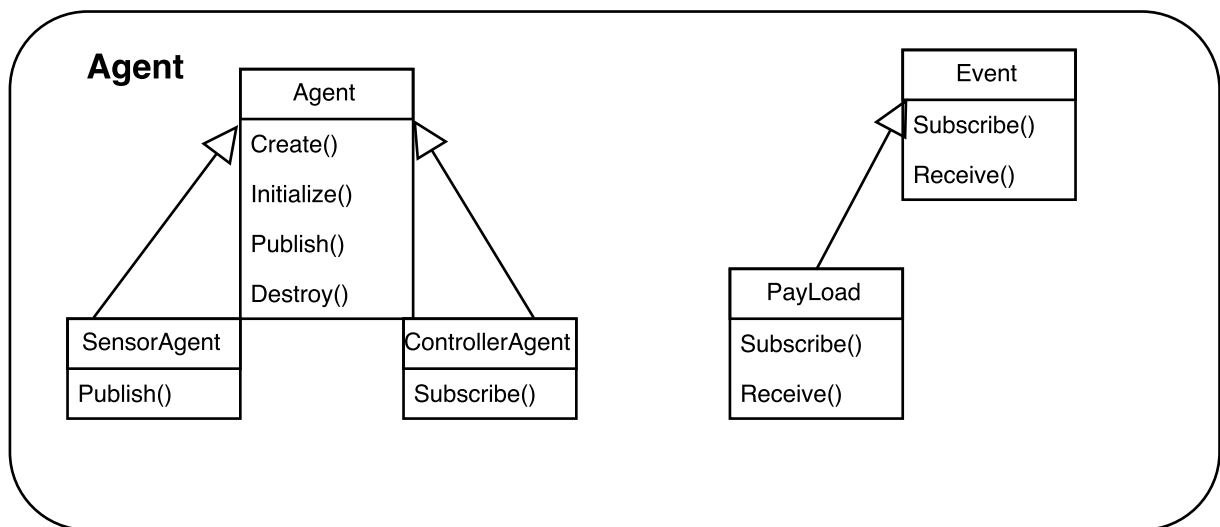 Agent
Agent
Create()
Initialize()
Publish()
Destroy()
SensorAgent
Publish()
ControllerAgent
Subscribe()
Event
Subscribe()
Receive()
PayLoad
Subscribe()
Receive()